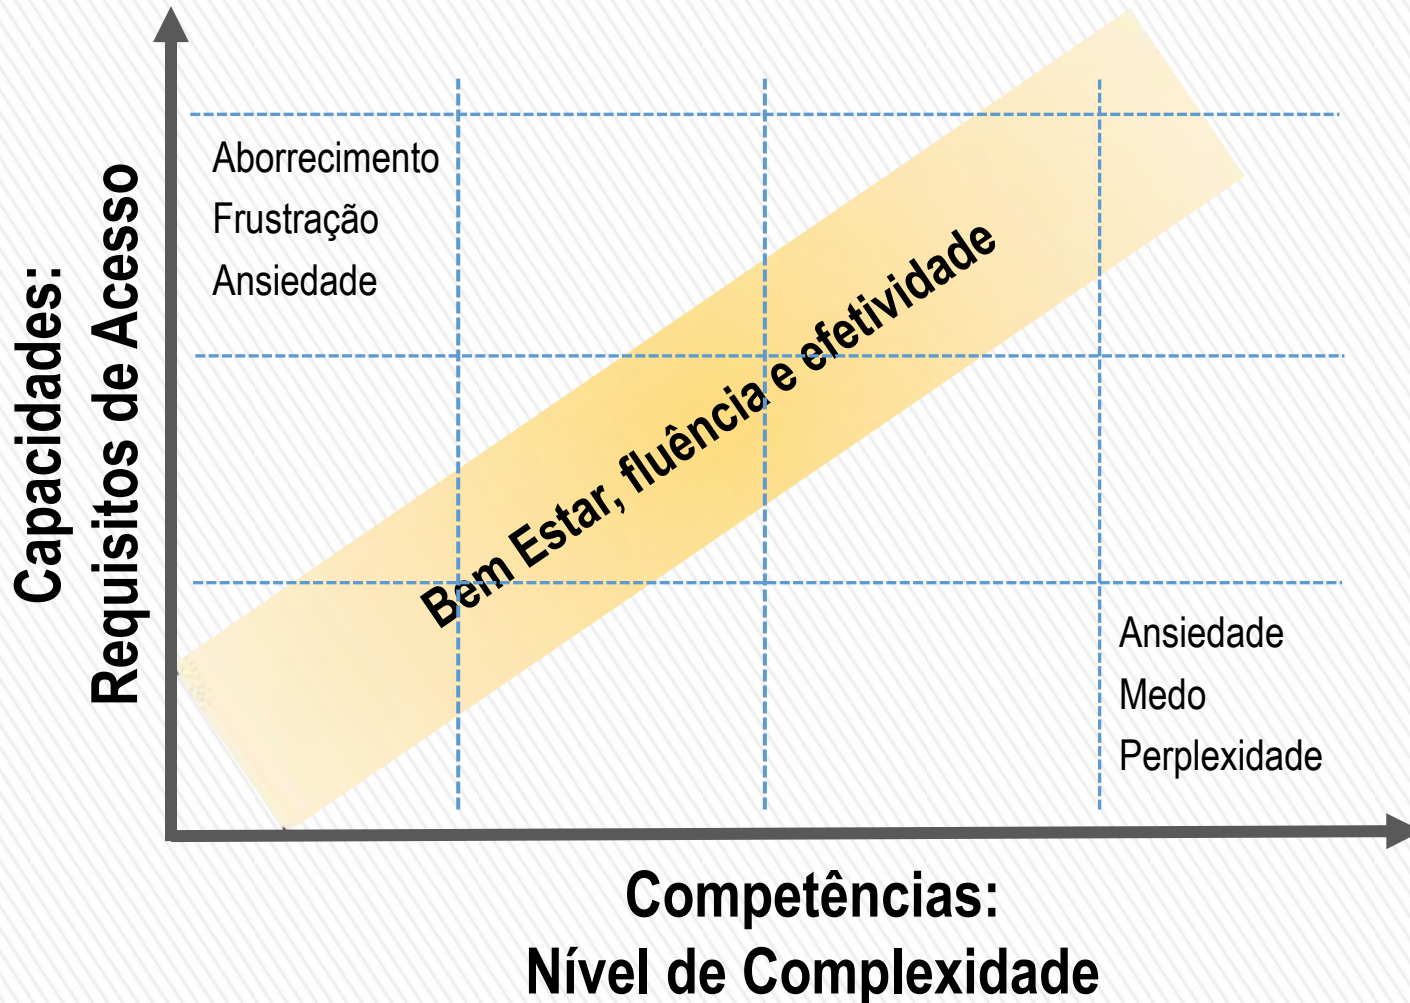 Capacidades:
Requisitos de Acesso
Aborrecimento
Frustração
Ansiedade
Bem Estar, fluência e efetividade
Ansiedade
Medo
Perplexidade
Competências:
Nível de Complexidade